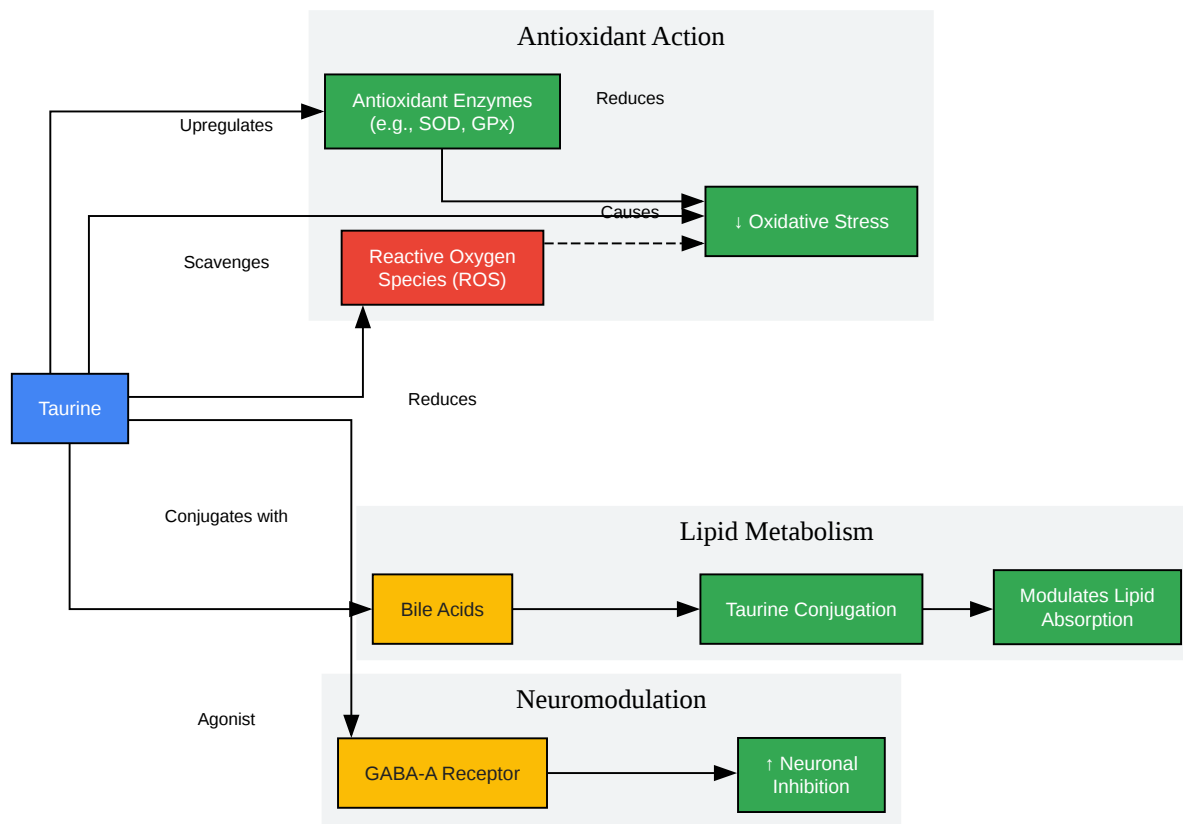 Antioxidant Action
Antioxidant Enzymes
(e.g., SOD, GPx)
Reduces
Upregulates
Causes
↓ Oxidative Stress
Scavenges
Reactive Oxygen
Species (ROS)
Taurine
Reduces
Conjugates with
Lipid Metabolism
Bile Acids
Taurine Conjugation
Modulates Lipid
Absorption
Neuromodulation
Agonist
GABA-A Receptor
↑ Neuronal
Inhibition